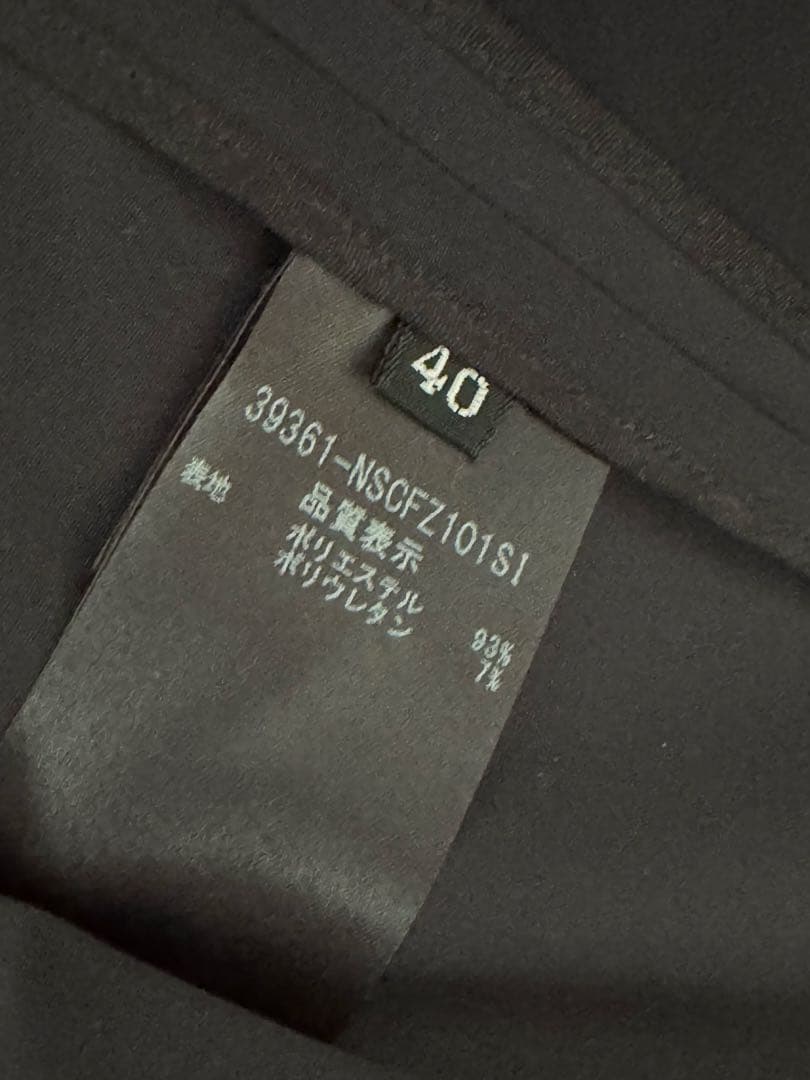 40
39361-NSCFZ101SI
品質表示
表地 ポリエステル 93%
ポリウレタン 7%